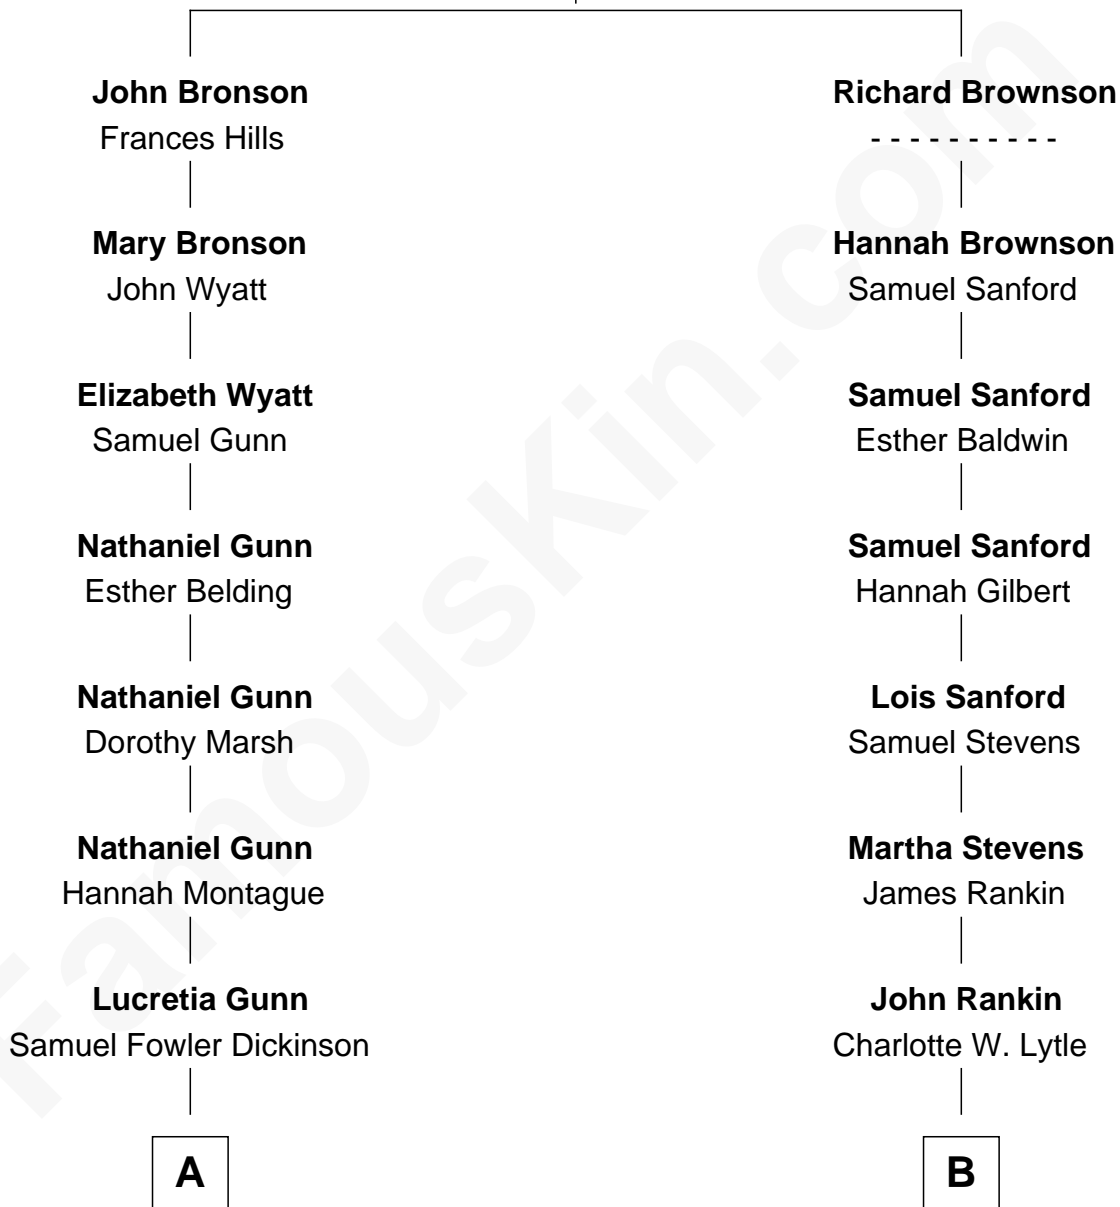 John Bronson
Frances Hills
Mary Bronson
John Wyatt
Elizabeth Wyatt
Samuel Gunn
Nathaniel Gunn
Esther Belding
Nathaniel Gunn
Dorothy Marsh
Nathaniel Gunn
Hannah Montague
Lucretia Gunn
Samuel Fowler Dickinson
A
Richard Brownson
- - - - - - - - - -
Hannah Brownson
Samuel Sanford
Samuel Sanford
Esther Baldwin
Samuel Sanford
Hannah Gilbert
Lois Sanford
Samuel Stevens
Martha Stevens
James Rankin
John Rankin
Charlotte W. Lytle
B
FamousKin.com